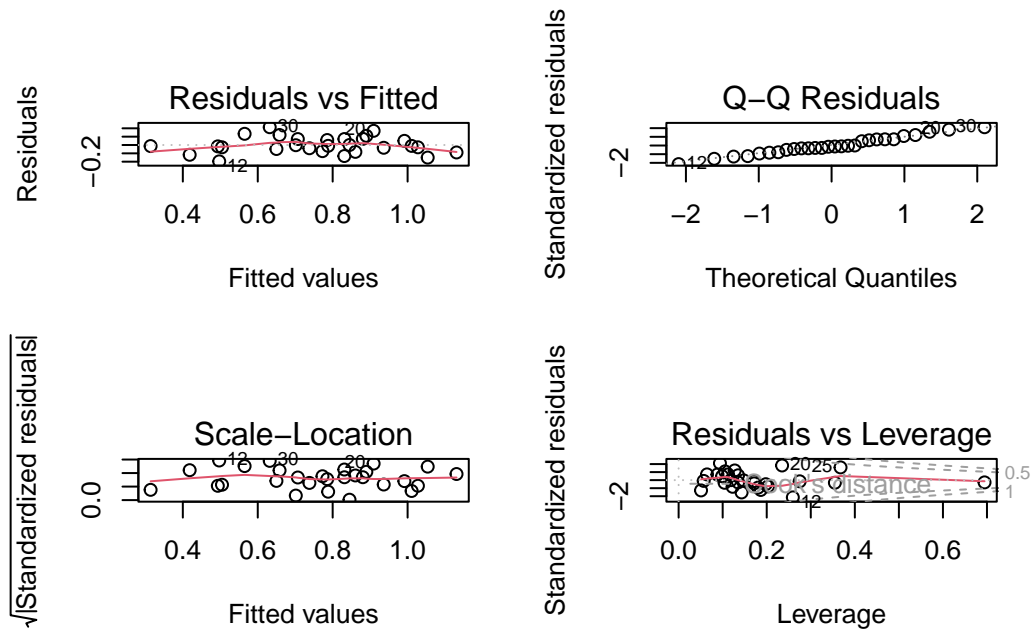 Residuals vs Fitted
Residuals
−0.2
30
20
12
0.4 0.6 0.8 1.0
Fitted values
Q−Q Residuals
Standardized residuals
−2
12
20
30
−2 −1 0 1 2
Theoretical Quantiles
Scale−Location
√|Standardized residuals|
0.0
12
30
20
0.4 0.6 0.8 1.0
Fitted values
Residuals vs Leverage
Standardized residuals
−2
Cook's distance
20
25
12
0.5
1
0.0 0.2 0.4 0.6
Leverage